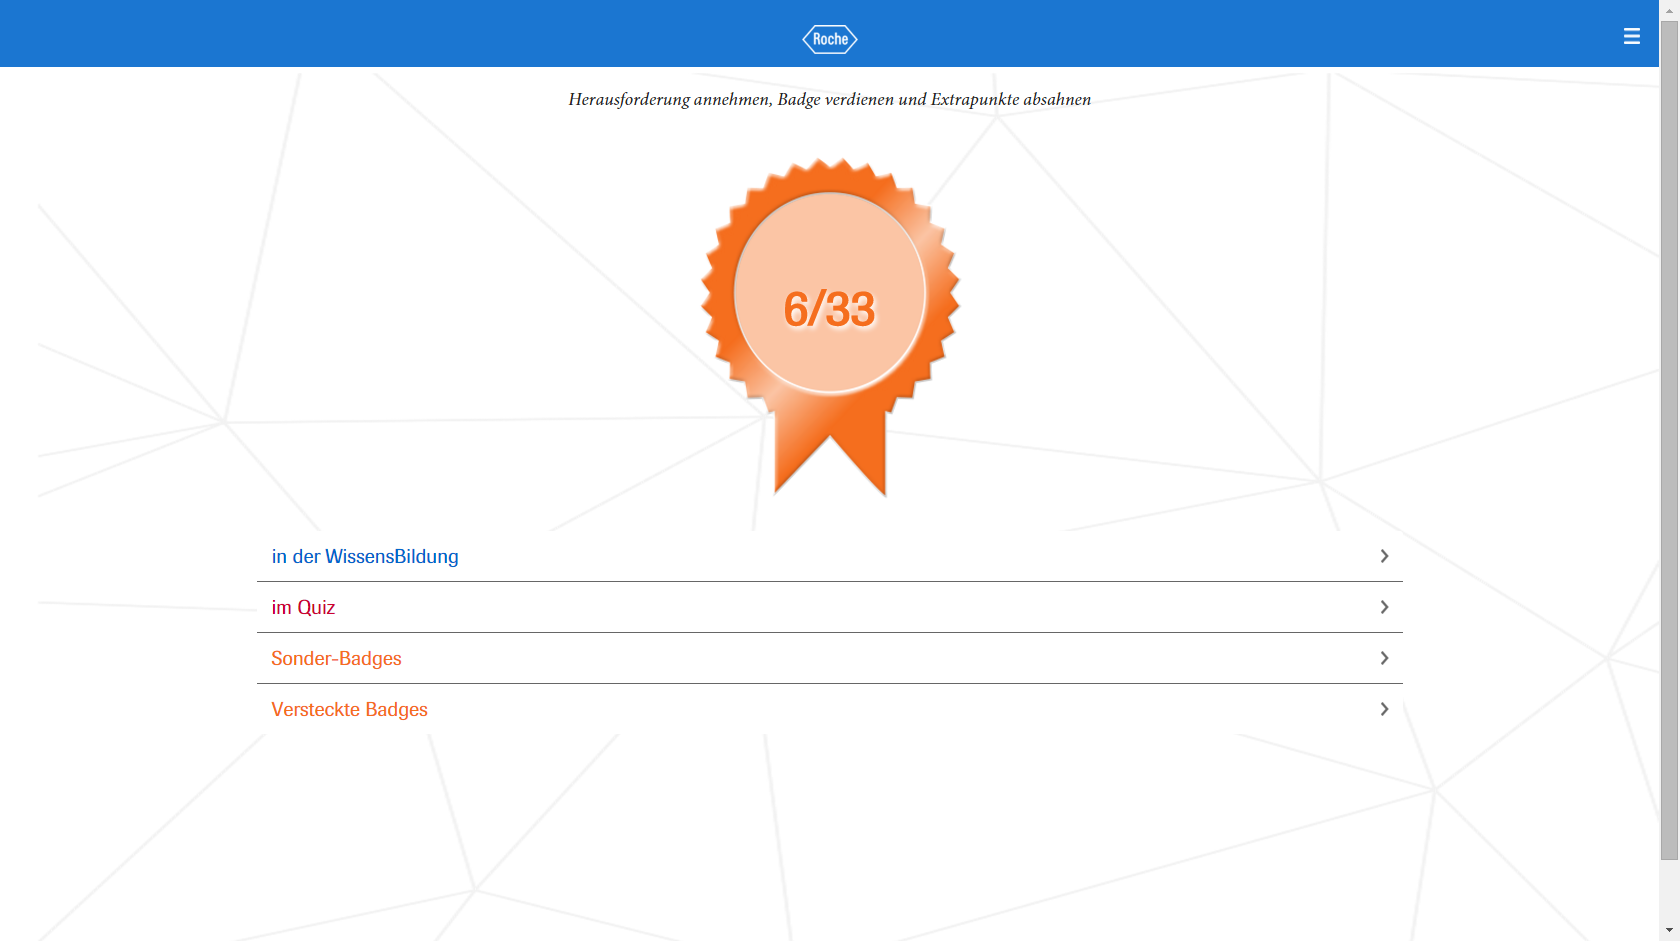 Roche
Herausforderung annehmen, Badge verdienen und Extrapunkte absahnen
6/33
in der WissensBildung
im Quiz
Sonder-Badges
Versteckte Badges